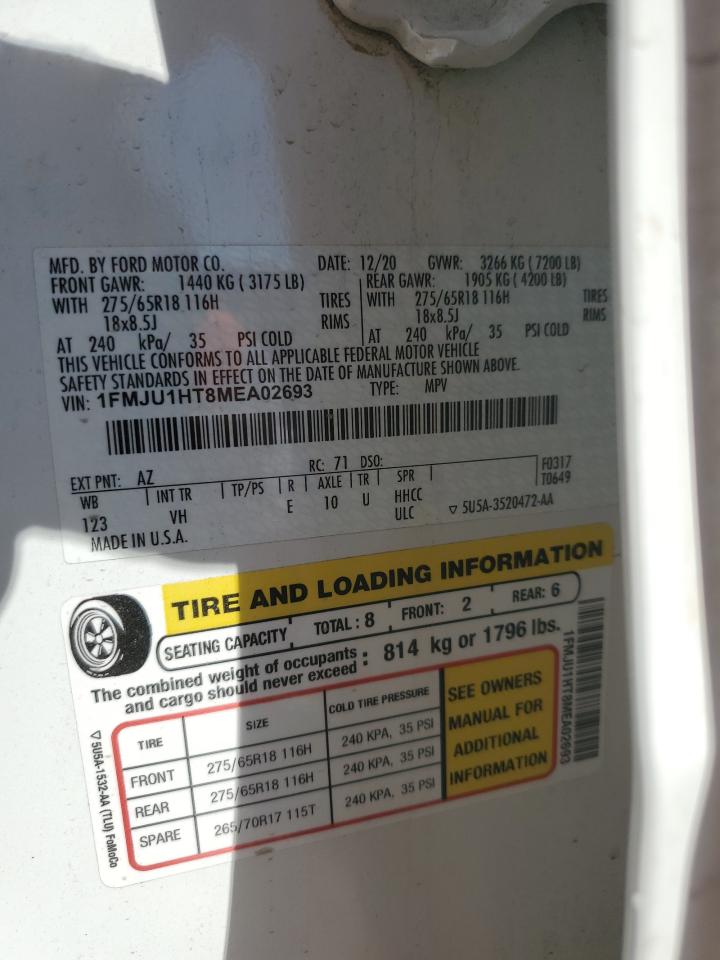 MFD. BY FORD MOTOR CO. DATE: 12/20 GVWR: 3266 KG ( 7200 LB)
FRONT GAWR: 1440 KG ( 3175 LB) REAR GAWR: 1905 KG ( 4200 LB)
WITH 275/65R18 116H TIRES WITH 275/65R18 116H TIRES
18x8.5J RIMS 18x8.5J RIMS
AT 240 kPa/ 35 PSI COLD AT 240 kPa/ 35 PSI COLD
THIS VEHICLE CONFORMS TO ALL APPLICABLE FEDERAL MOTOR VEHICLE
SAFETY STANDARDS IN EFFECT ON THE DATE OF MANUFACTURE SHOWN ABOVE.
VIN: 1FMJU1HT8MEA02693 TYPE: MPV
EXT PNT: AZ RC: 71 DSO: F0317
WB INT TR TP/PS R AXLE TR SPR T0649
123 VH E 10 U HHCC
ULC ▽ 5U5A-3520472-AA
MADE IN U.S.A.
TIRE AND LOADING INFORMATION
SEATING CAPACITY TOTAL : 8 FRONT: 2 REAR: 6
The combined weight of occupants
and cargo should never exceed : 814 kg or 1796 lbs.
TIRE SIZE COLD TIRE PRESSURE
FRONT 275/65R18 116H 240 KPA, 35 PSI
REAR 275/65R18 116H 240 KPA, 35 PSI
SPARE 265/70R17 115T 240 KPA, 35 PSI
SEE OWNERS
MANUAL FOR
ADDITIONAL
INFORMATION
1FMJU1HT8MEA02693
▽ 5U5A-1532-AA (TLU) FoMoCo